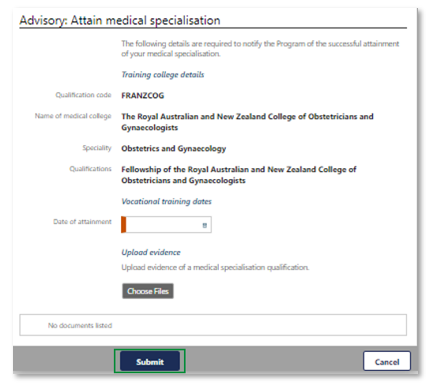 Advisory: Attain medical specialisation
The following details are required to notify the Program of the successful attainment
of your medical specialisation.
Training college details
Qualification code FRANZCOG
Name of medical college The Royal Australian and New Zealand College of Obstetricians and
Gynaecologists
Speciality Obstetrics and Gynaecology
Qualifications Fellowship of the Royal Australian and New Zealand College of
Obstetricians and Gynaecologists
Vocational training dates
Date of attainment
Upload evidence
Upload evidence of a medical specialisation qualification.
Choose Files
No documents listed
Submit Cancel